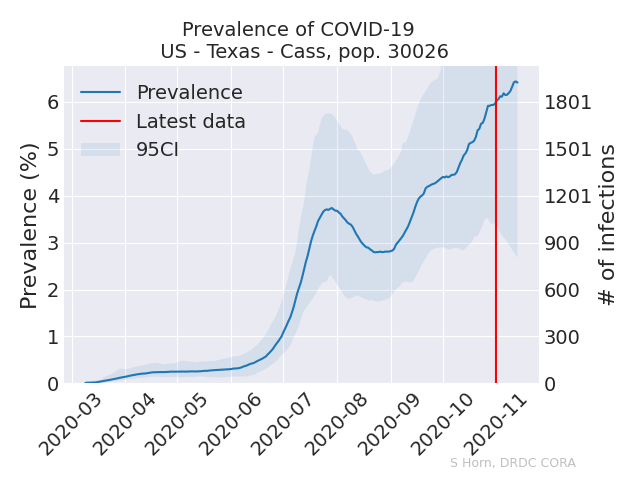 Prevalence of COVID-19
US - Texas - Cass, pop. 30026
Prevalence
Latest data
95CI
Prevalence (%)
6
5
4
3
2
1
0
1801
1501
1201
900
600
300
0
# of infections
2020-03
2020-04
2020-05
2020-06
2020-07
2020-08
2020-09
2020-10
2020-11
S Horn, DRDC CORA